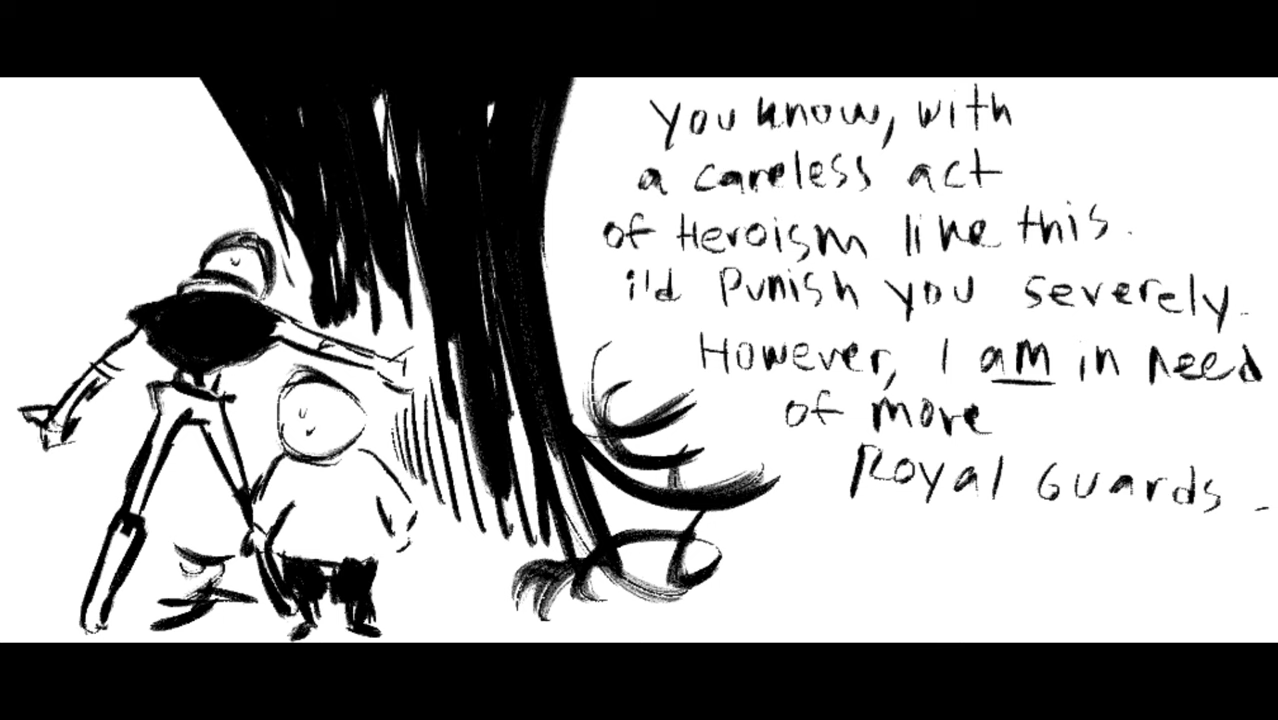 You know, with
a careless act
of Heroism like this.
i'd Punish you severely.
However, I am in need
of more
Royal Guards.